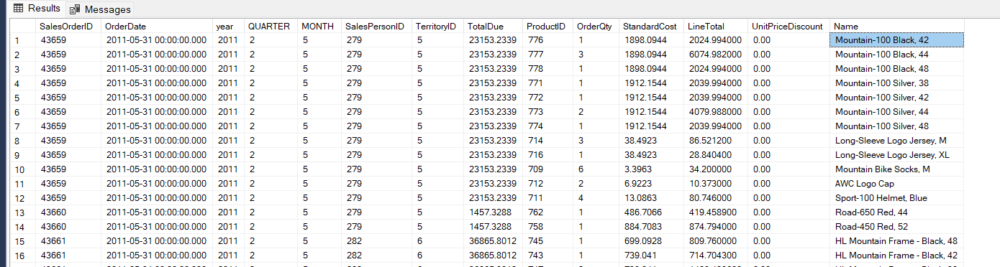 Results Messages
SalesOrderID OrderDate year QUARTER MONTH SalesPersonID TerritoryID TotalDue ProductID OrderQty StandardCost LineTotal UnitPriceDiscount Name
1 43659 2011-05-31 00:00:00.000 2011 2 5 279 5 23153.2339 776 1 1898.0944 2024.994000 0.00 Mountain-100 Black, 42
2 43659 2011-05-31 00:00:00.000 2011 2 5 279 5 23153.2339 777 3 1898.0944 6074.982000 0.00 Mountain-100 Black, 44
3 43659 2011-05-31 00:00:00.000 2011 2 5 279 5 23153.2339 778 1 1898.0944 2024.994000 0.00 Mountain-100 Black, 48
4 43659 2011-05-31 00:00:00.000 2011 2 5 279 5 23153.2339 771 1 1912.1544 2039.994000 0.00 Mountain-100 Silver, 38
5 43659 2011-05-31 00:00:00.000 2011 2 5 279 5 23153.2339 772 1 1912.1544 2039.994000 0.00 Mountain-100 Silver, 42
6 43659 2011-05-31 00:00:00.000 2011 2 5 279 5 23153.2339 773 2 1912.1544 4079.988000 0.00 Mountain-100 Silver, 44
7 43659 2011-05-31 00:00:00.000 2011 2 5 279 5 23153.2339 774 1 1912.1544 2039.994000 0.00 Mountain-100 Silver, 48
8 43659 2011-05-31 00:00:00.000 2011 2 5 279 5 23153.2339 714 3 38.4923 86.521200 0.00 Long-Sleeve Logo Jersey, M
9 43659 2011-05-31 00:00:00.000 2011 2 5 279 5 23153.2339 716 1 38.4923 28.840400 0.00 Long-Sleeve Logo Jersey, XL
10 43659 2011-05-31 00:00:00.000 2011 2 5 279 5 23153.2339 709 6 3.3963 34.200000 0.00 Mountain Bike Socks, M
11 43659 2011-05-31 00:00:00.000 2011 2 5 279 5 23153.2339 712 2 6.9223 10.373000 0.00 AWC Logo Cap
12 43659 2011-05-31 00:00:00.000 2011 2 5 279 5 23153.2339 711 4 13.0863 80.746000 0.00 Sport-100 Helmet, Blue
13 43660 2011-05-31 00:00:00.000 2011 2 5 279 5 1457.3288 762 1 486.7066 419.458900 0.00 Road-650 Red, 44
14 43660 2011-05-31 00:00:00.000 2011 2 5 279 5 1457.3288 758 1 884.7083 874.794000 0.00 Road-450 Red, 52
15 43661 2011-05-31 00:00:00.000 2011 2 5 282 6 36865.8012 745 1 699.0928 809.760000 0.00 HL Mountain Frame - Black, 48
16 43661 2011-05-31 00:00:00.000 2011 2 5 282 6 36865.8012 743 1 739.041 714.704300 0.00 HL Mountain Frame - Black, 42